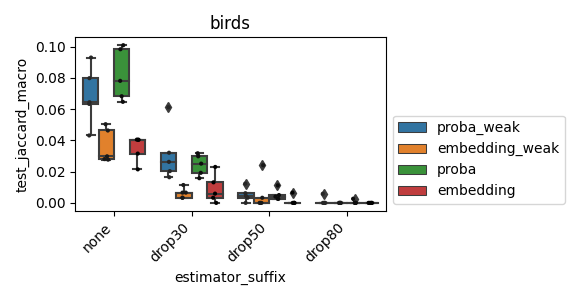 birds
test_jaccard_macro
0.10
0.08
0.06
0.04
0.02
0.00
none
drop30
drop50
drop80
estimator_suffix
proba_weak
embedding_weak
proba
embedding